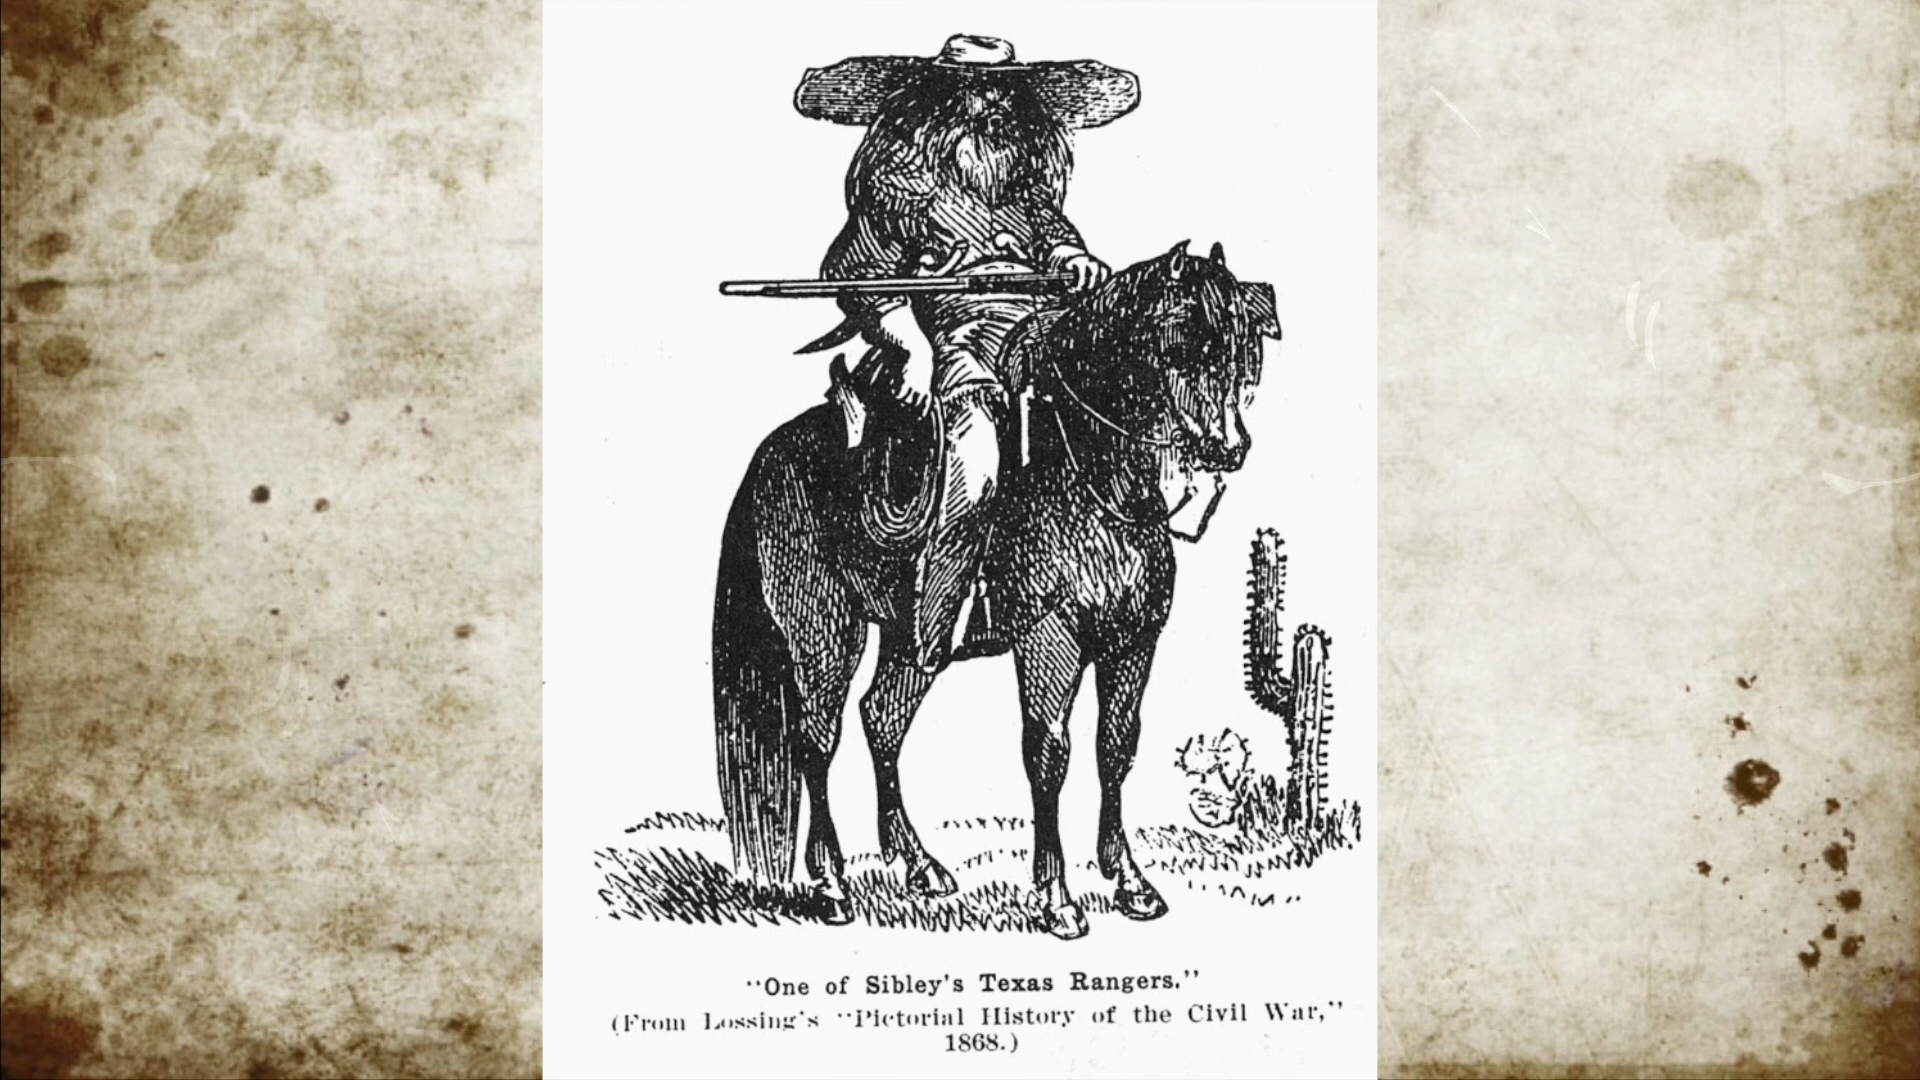 "One of Sibley's Texas Rangers."
(From Lossing's "Pictorial History of the Civil War,"
1868.)